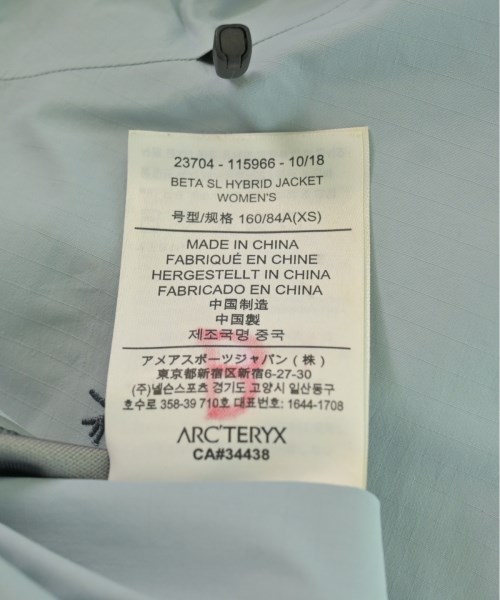 23704 - 115966 - 10/18
BETA SL HYBRID JACKET
WOMEN'S
号型/规格 160/84A(XS)
MADE IN CHINA
FABRIQUÉ EN CHINE
HERGESTELLT IN CHINA
FABRICADO EN CHINA
中国制造
中国製
제조국명 중국
アメアスポーツジャパン(株)
東京都新宿区新宿6-27-30
(주)넬슨스포츠 경기도 고양시 일산동구
호수로 358-39 710호 대표번호: 1644-1708
ARC'TERYX
CA#34438